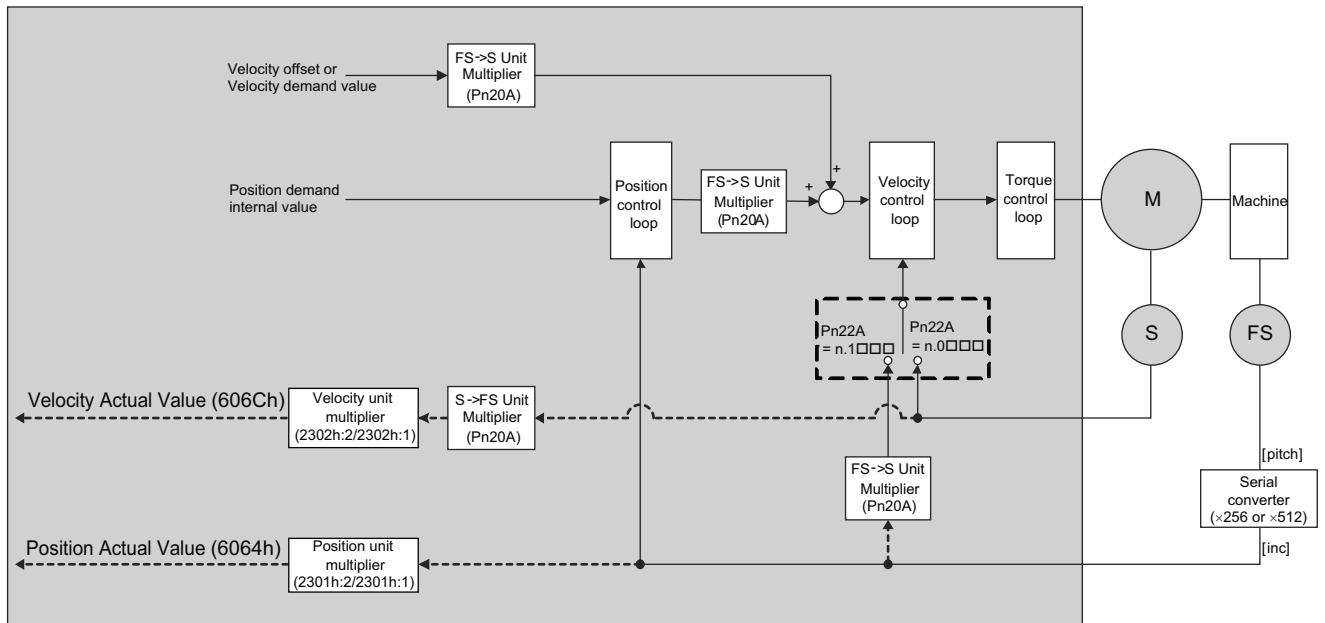 FS->S Unit
Multiplier
(Pn20A)
Velocity offset or
Velocity demand value
Position demand
internal value
Position
control
loop
FS->S Unit
Multiplier
(Pn20A)
+
+
Velocity
control
loop
Torque
control
loop
M
Machine
Pn22A
= n.1□□□
Pn22A
= n.0□□□
S
FS
Velocity Actual Value (606Ch)
Velocity unit
multiplier
(2302h:2/2302h:1)
S->FS Unit
Multiplier
(Pn20A)
FS->S Unit
Multiplier
(Pn20A)
[pitch]
Serial
converter
(×256 or ×512)
[inc]
Position Actual Value (6064h)
Position unit
multiplier
(2301h:2/2301h:1)